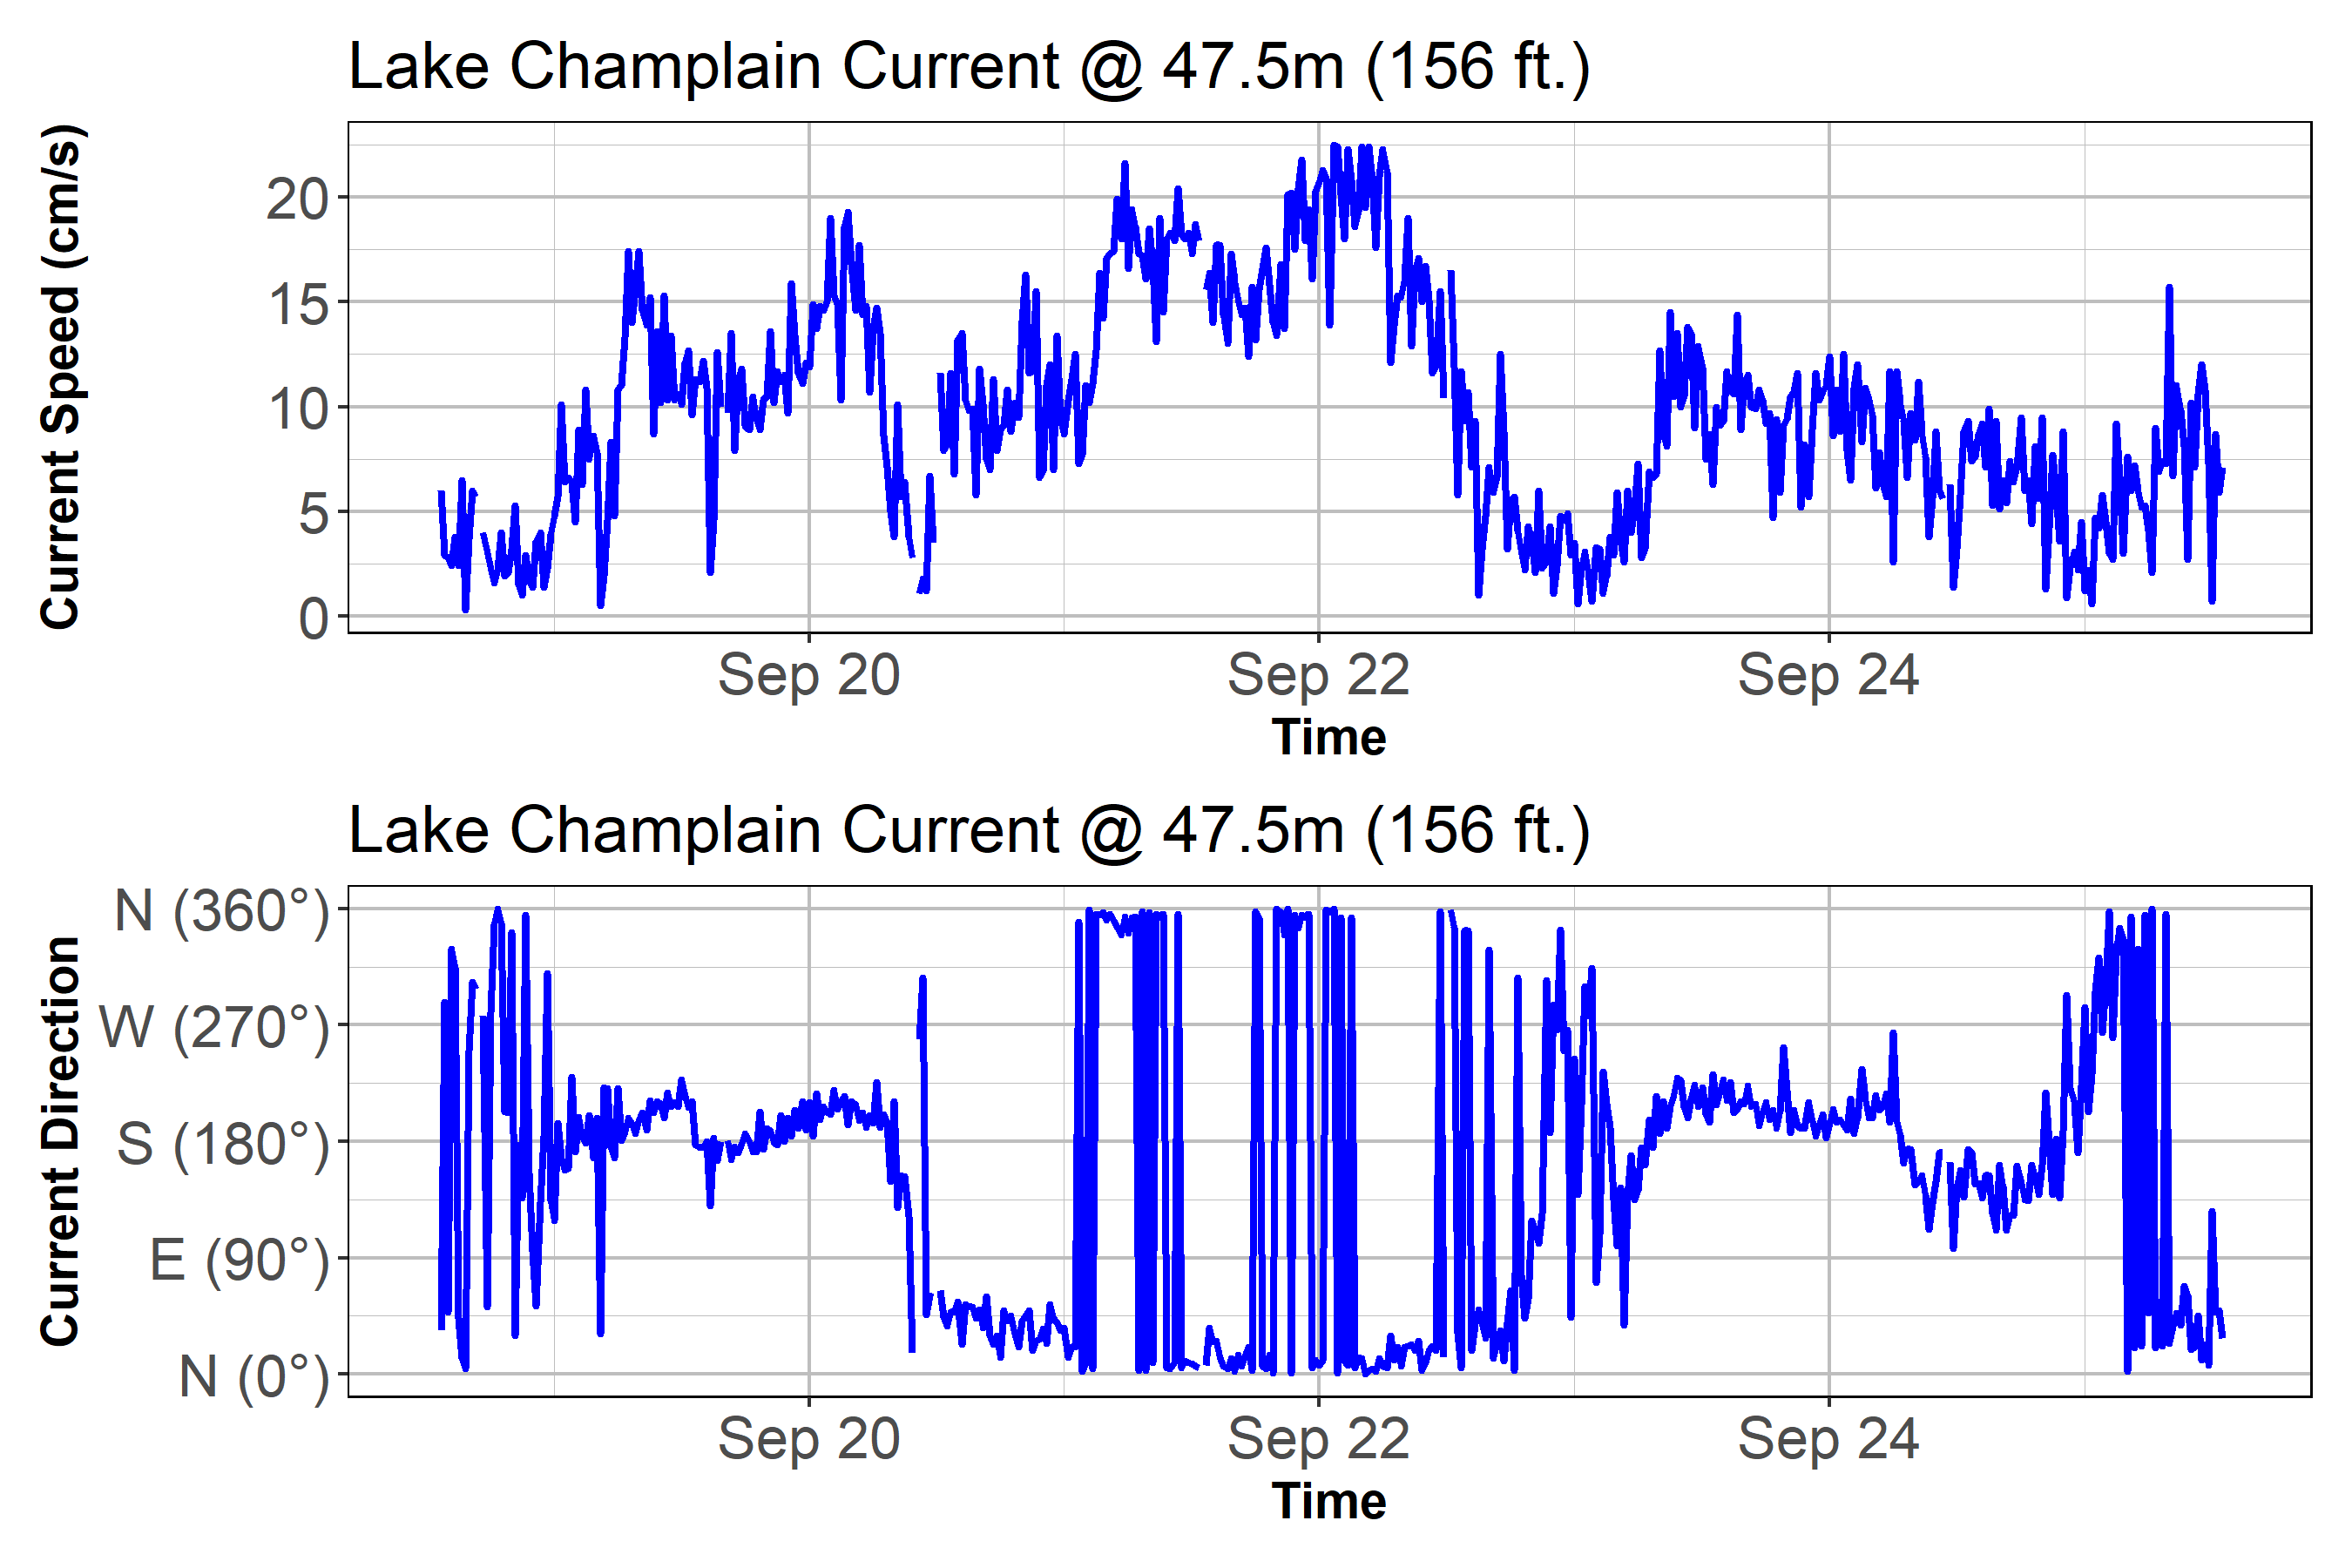 Lake Champlain Current @ 47.5m (156 ft.)
Current Speed (cm/s)
20
15
10
5
0
Sep 20 Sep 22 Sep 24
Time
Lake Champlain Current @ 47.5m (156 ft.)
Current Direction
N (360°)
W (270°)
S (180°)
E (90°)
N (0°)
Sep 20 Sep 22 Sep 24
Time